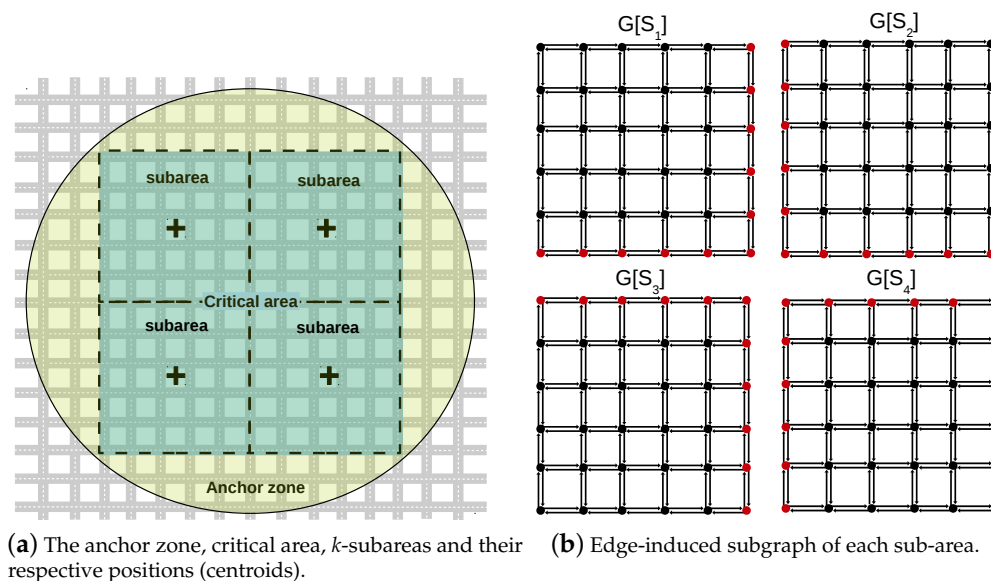 G[S₁]
G[S₂]
subarea
subarea
Critical area
subarea
subarea
G[S₃]
G[S₄]
Anchor zone
(a) The anchor zone, critical area, k-subareas and their
respective positions (centroids).
(b) Edge-induced subgraph of each sub-area.